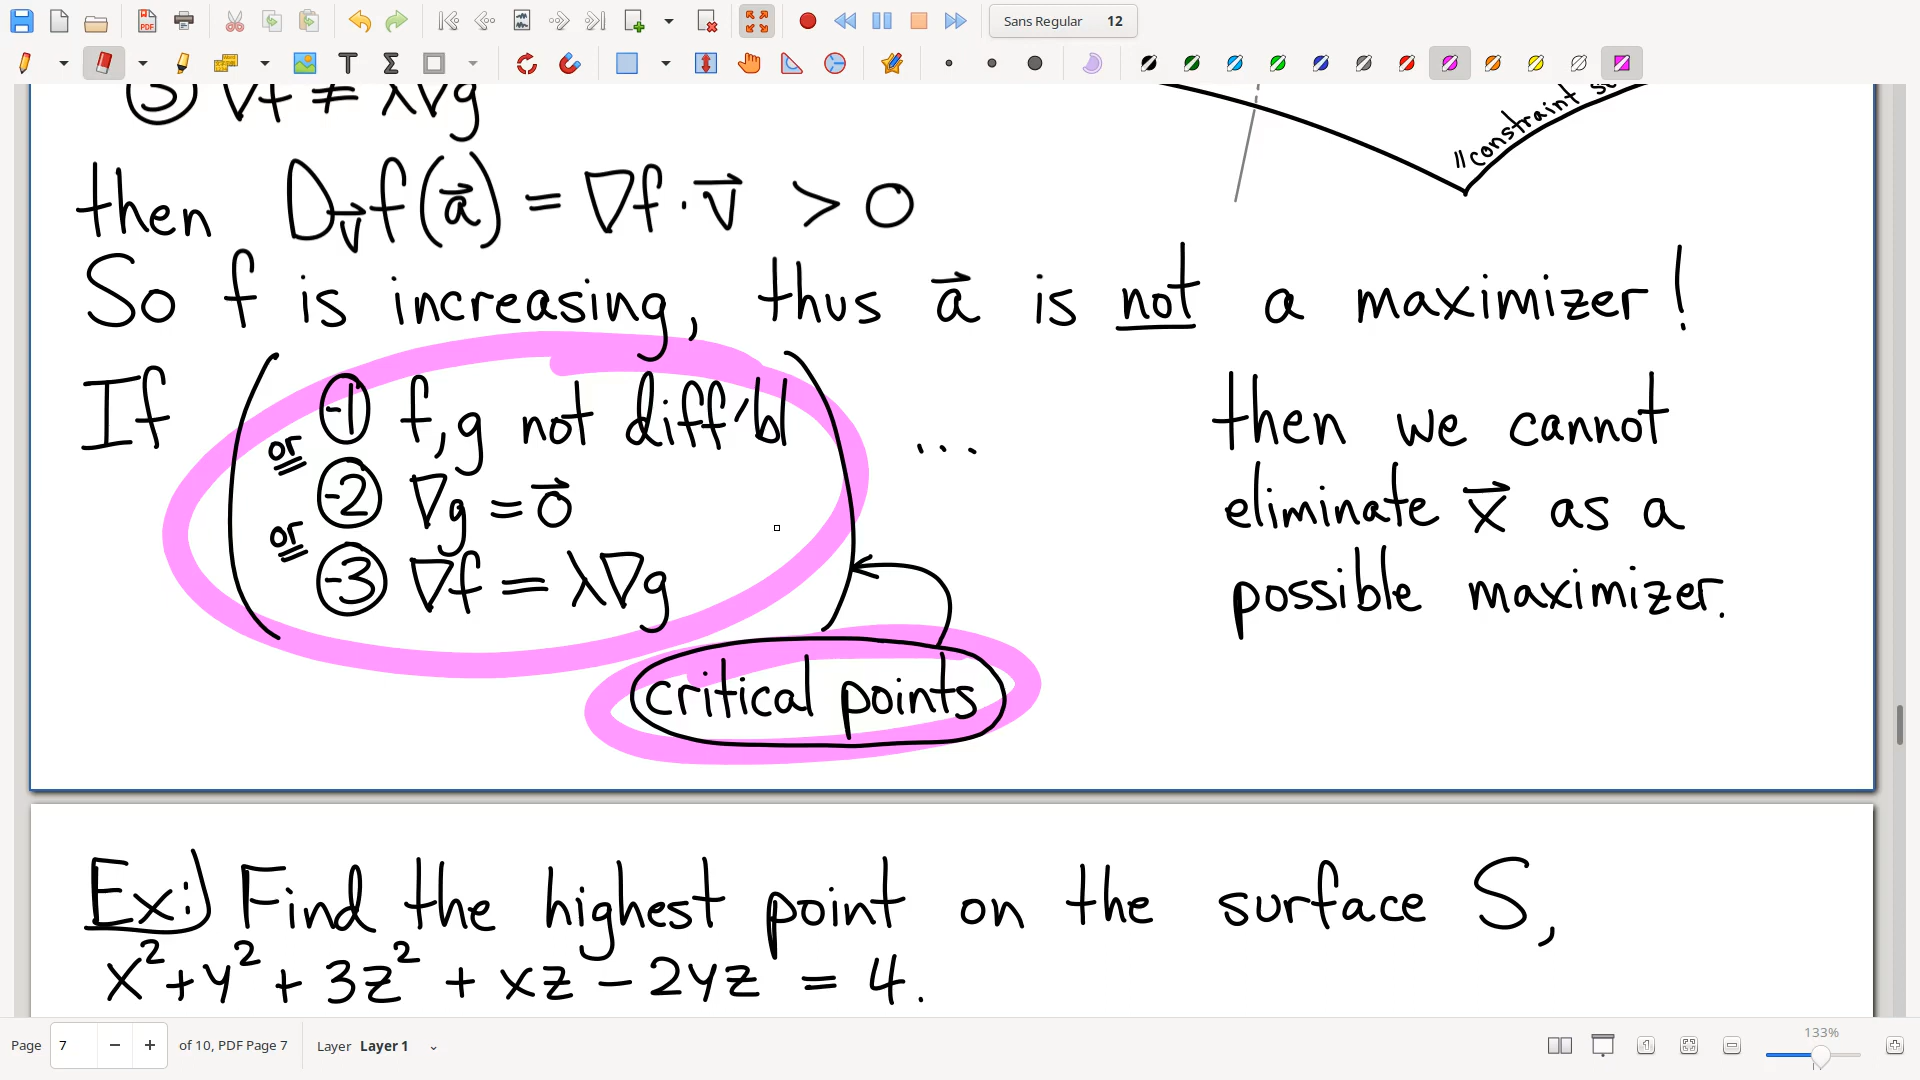 Sans Regular 12
③ ∇f ≠ λ∇g
"constraint
then D_v⃗ f(a⃗) = ∇f · v⃗ > 0
So f is increasing, thus a⃗ is not a maximizer!
If
(-1) f,g not diff'bl
or
(-2) ∇g = 0⃗
or
(-3) ∇f = λ∇g
...
then we cannot
eliminate x⃗ as a
possible maximizer.
critical points
Ex:) Find the highest point on the surface S,
x²+y²+3z²+xz-2yz = 4.
Page 7 of 10, PDF Page 7 Layer Layer 1
133%